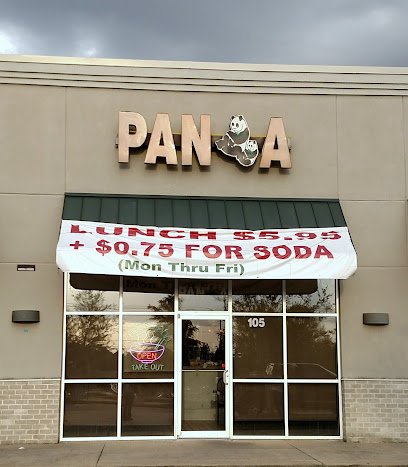 PAN A
LUNCH $5.95
+ $0.75 FOR SODA
(Mon Thru Fri)
105
OPEN
TAKE OUT